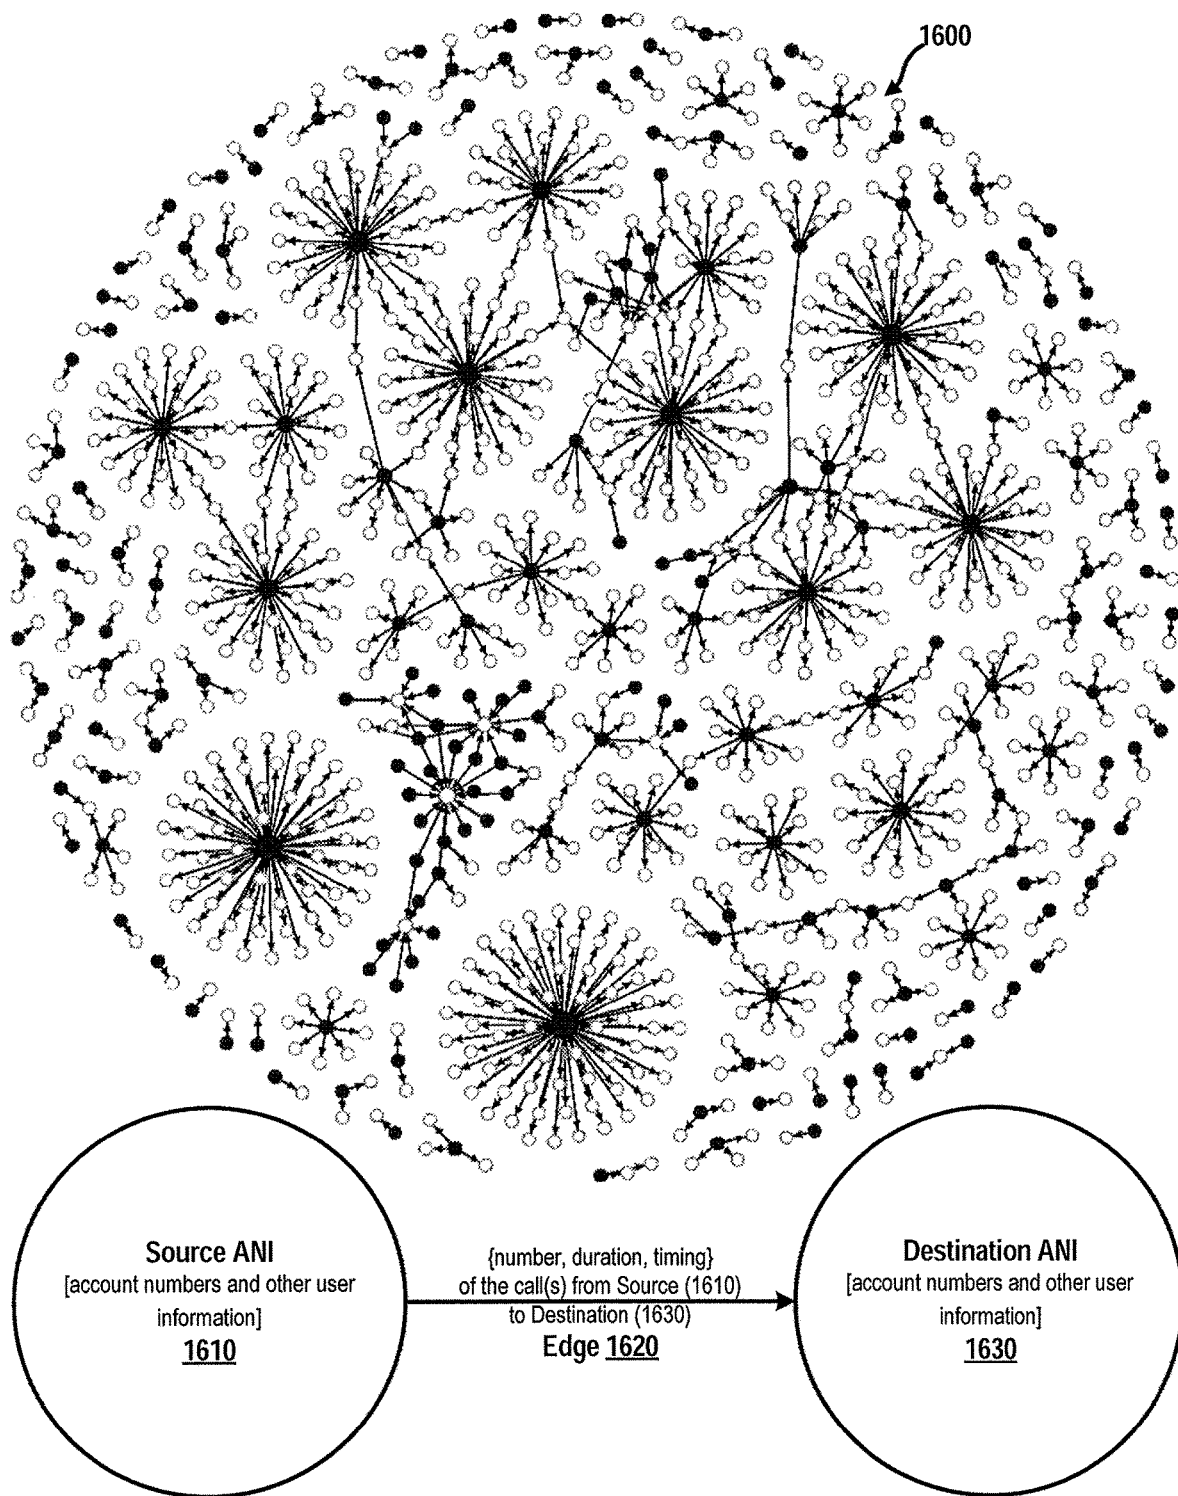 1600
Source ANI
[account numbers and other user
information]
1610
{number, duration, timing}
of the call(s) from Source (1610)
to Destination (1630)
Edge 1620
Destination ANI
[account numbers and other user
information]
1630